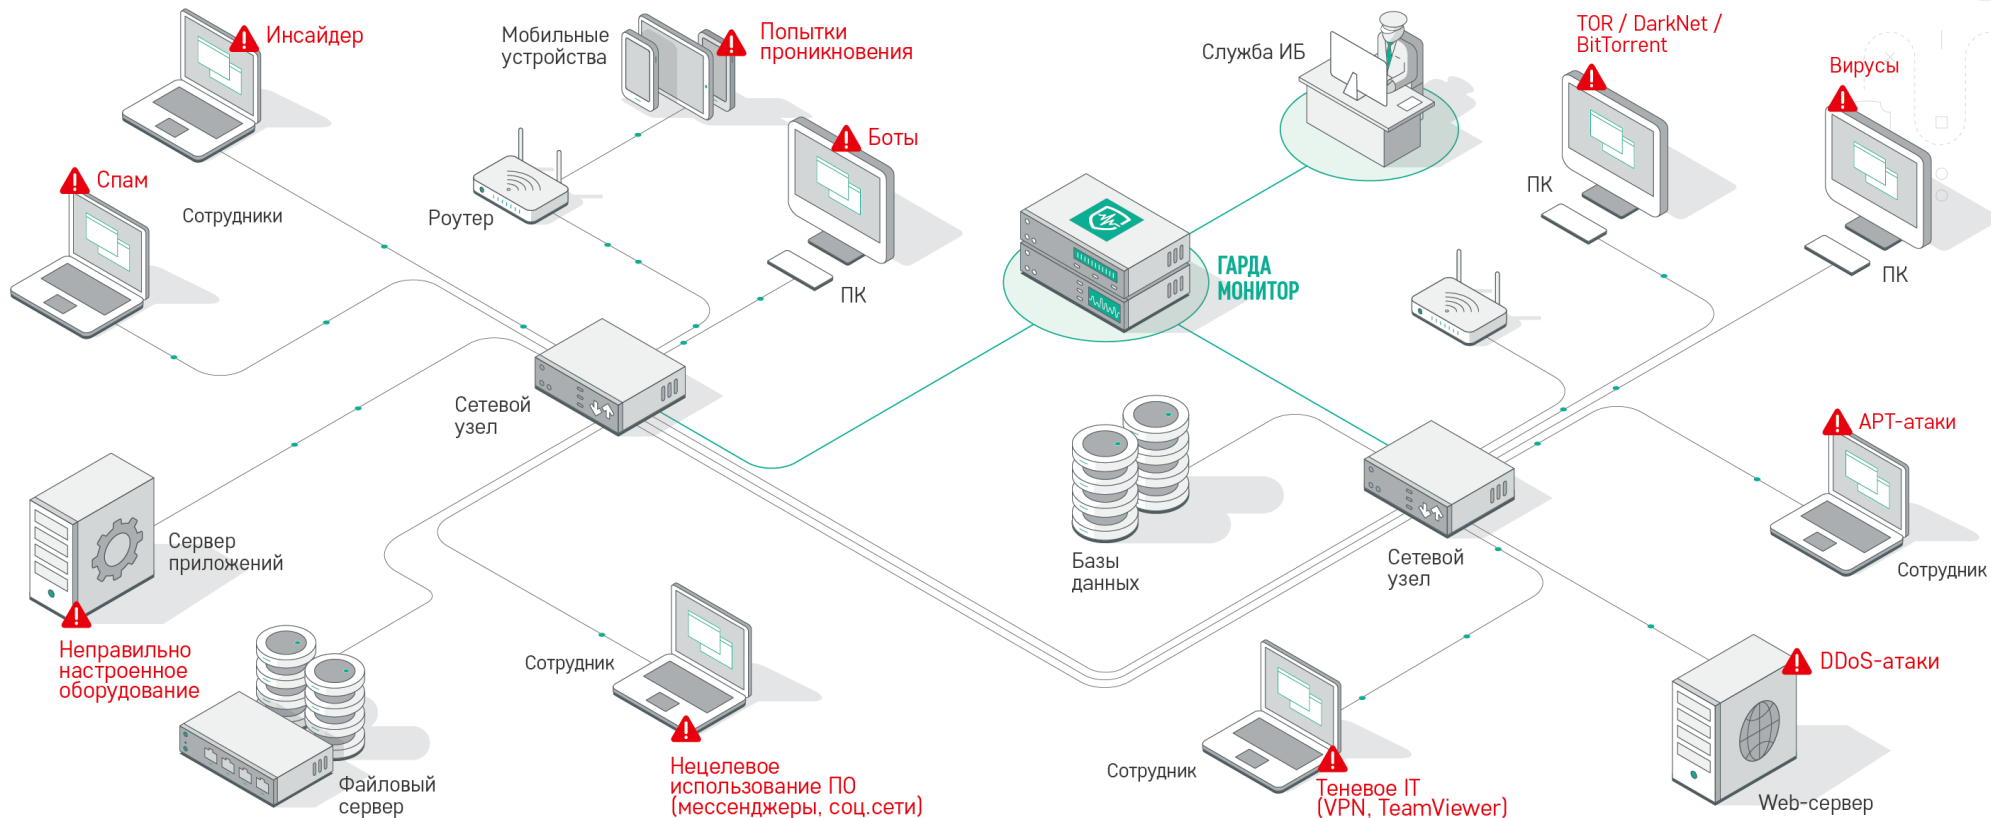 Инсайдер
Мобильные
устройства
Попытки
проникновения
Служба ИБ
TOR / DarkNet /
BitTorrent
Вирусы
Боты
Спам
Сотрудники
Роутер
ПК
ПК
ПК
ГАРДА
МОНИТОР
Сетевой
узел
APT-атаки
Сервер
приложений
Базы
данных
Сетевой
узел
Сотрудник
Неправильно
настроенное
оборудование
Сотрудник
DDoS-атаки
Файловый
сервер
Нецелевое
использование ПО
(мессенджеры, соц.сети)
Сотрудник
Теневое IT
(VPN, TeamViewer)
Web-сервер